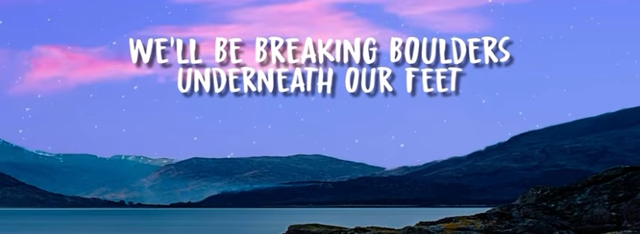 WE'LL BE BREAKING BOULDERS
UNDERNEATH OUR FEET